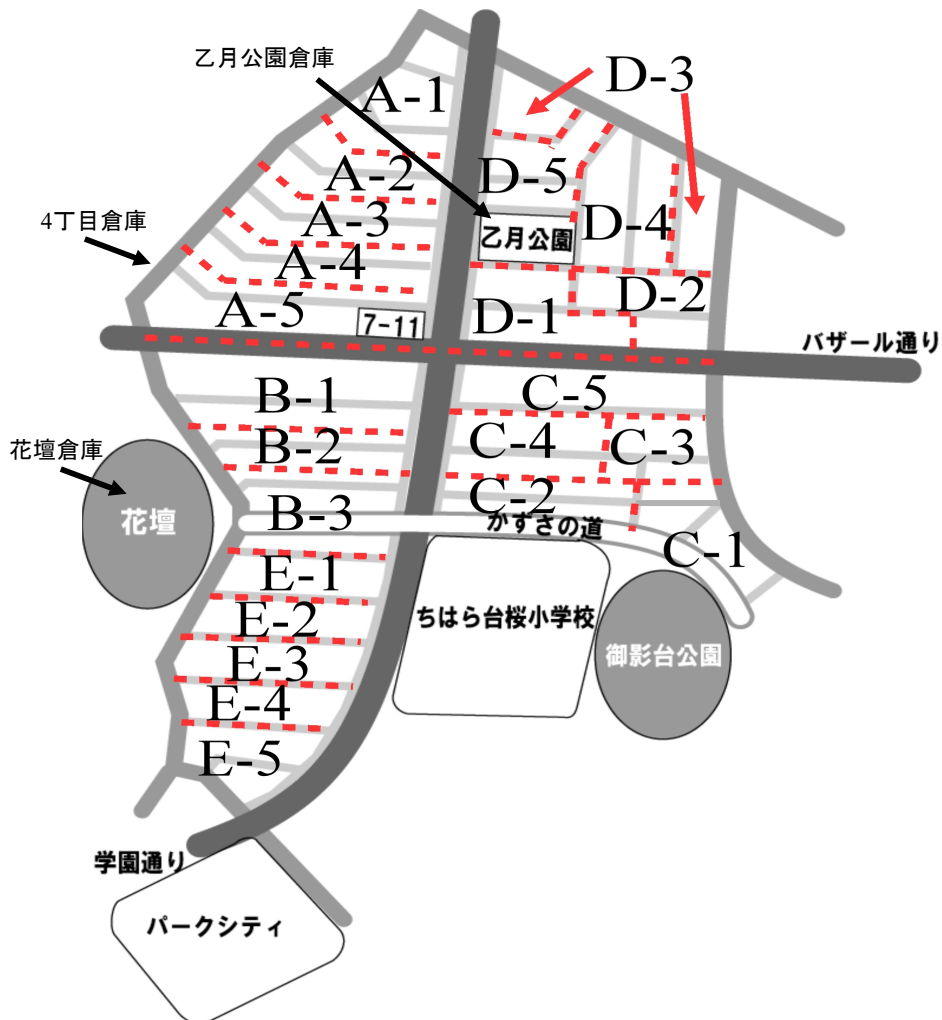 乙月公園倉庫
D-3
A-1
A-2
D-5
A-3
D-4
4丁目倉庫
乙月公園
A-4
D-2
A-5
7-11
D-1
バザール通り
B-1
C-5
花壇倉庫
B-2
C-4
C-3
C-2
花壇
B-3
かずさの道
C-1
E-1
E-2
ちはら台桜小学校
E-3
御影台公園
E-4
E-5
学園通り
パークシティ